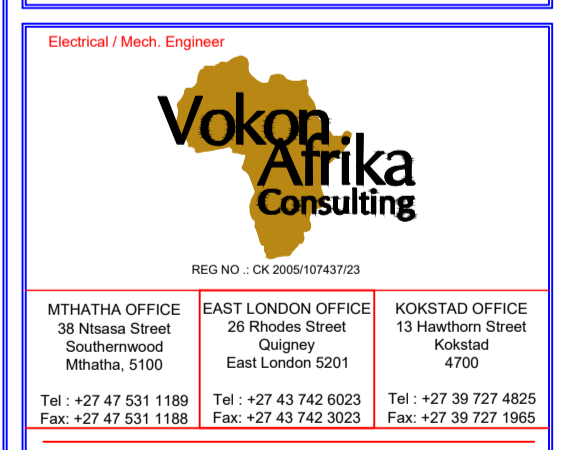 Electrical / Mech. Engineer
Vokon
Afrika
Consulting
REG NO .: CK 2005/107437/23
MTHATHA OFFICE
38 Ntsasa Street
Southernwood
Mthatha, 5100
Tel : +27 47 531 1189
Fax: +27 47 531 1188
EAST LONDON OFFICE
26 Rhodes Street
Quigney
East London 5201
Tel : +27 43 742 6023
Fax: +27 43 742 3023
KOKSTAD OFFICE
13 Hawthorn Street
Kokstad
4700
Tel : +27 39 727 4825
Fax: +27 39 727 1965